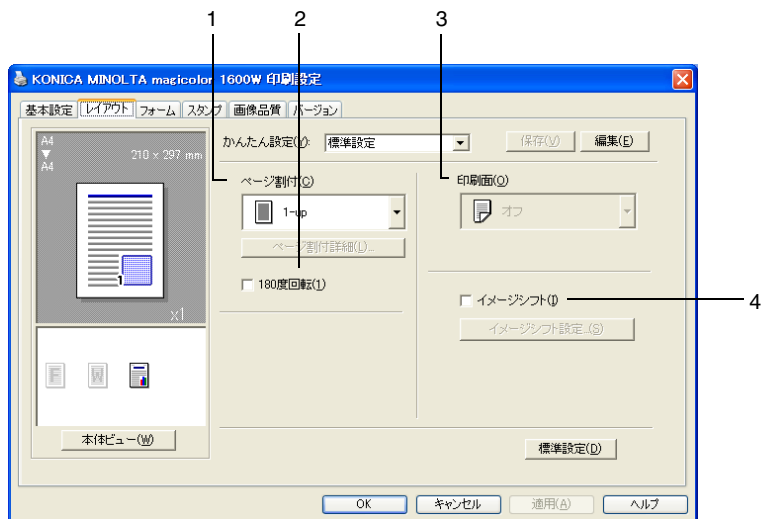 1
2
3
KONICA MINOLTA magicolor 1600W 印刷設定
基本設定 レイアウト フォーム スタンプ 画像品質 バージョン
A4
210 x 297 mm
A4
かんたん設定(Y): 標準設定 保存(V) 編集(E)
ページ割付(C)
1-up
ページ割付詳細(L)...
180度回転(1)
印刷面(O)
オフ
イメージシフト(I)
4
イメージシフト設定...(S)
1
x1
F W
本体ビュー(W)
標準設定(D)
OK キャンセル 適用(A) ヘルプ